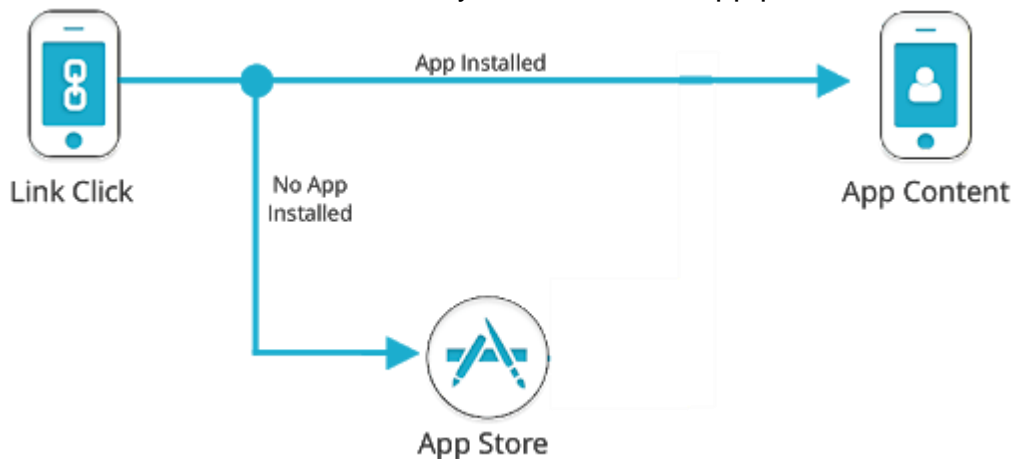 App Installed
Link Click
No App
Installed
App Content
App Store